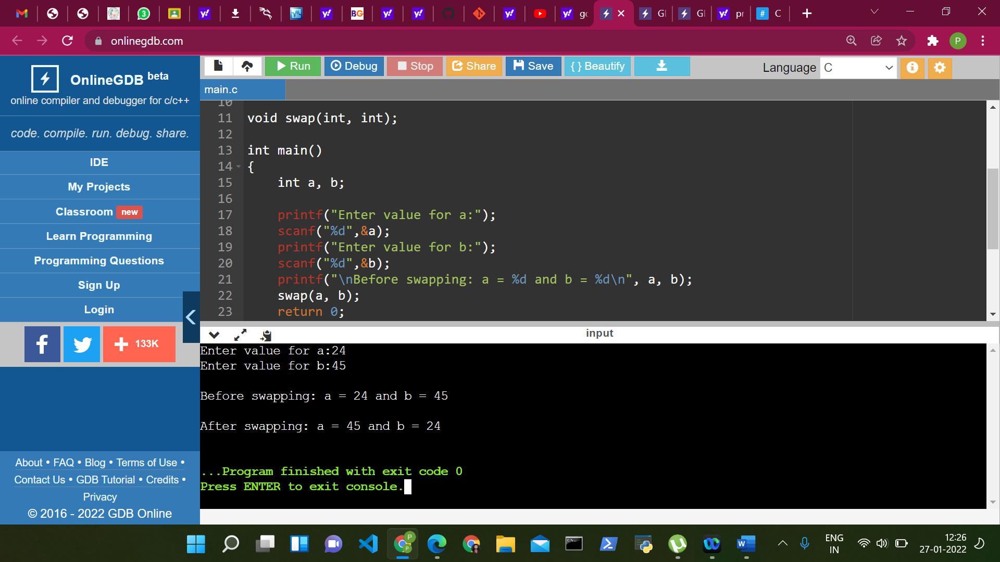 3
BG
gc
GI
GI
pr
C
onlinegdb.com
P
OnlineGDB beta
online compiler and debugger for c/c++
code. compile. run. debug. share.
IDE
My Projects
Classroom new
Learn Programming
Programming Questions
Sign Up
Login
133K
About • FAQ • Blog • Terms of Use •
Contact Us • GDB Tutorial • Credits •
Privacy
© 2016 - 2022 GDB Online
Run Debug Stop Share Save { } Beautify Language C
main.c
10
11 void swap(int, int);
12
13 int main()
14 {
15 int a, b;
16
17 printf("Enter value for a:");
18 scanf("%d",&a);
19 printf("Enter value for b:");
20 scanf("%d",&b);
21 printf("\nBefore swapping: a = %d and b = %d\n", a, b);
22 swap(a, b);
23 return 0;
input
Enter value for a:24
Enter value for b:45
Before swapping: a = 24 and b = 45
After swapping: a = 45 and b = 24
...Program finished with exit code 0
Press ENTER to exit console.
ENG
IN
12:26
27-01-2022